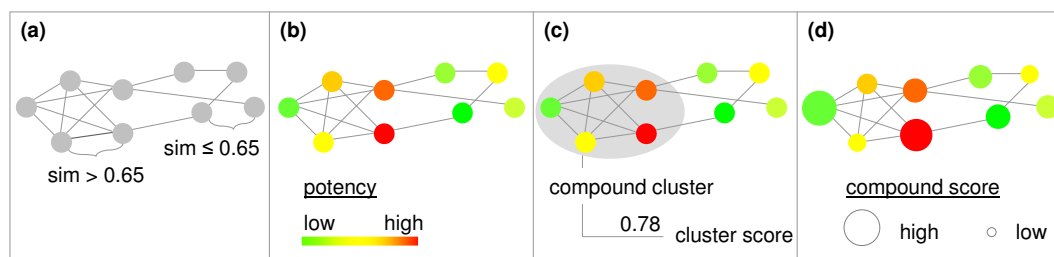 (a)
sim ≤ 0.65
sim > 0.65
(b)
potency
low high
(c)
compound cluster
0.78
cluster score
(d)
compound score
high low